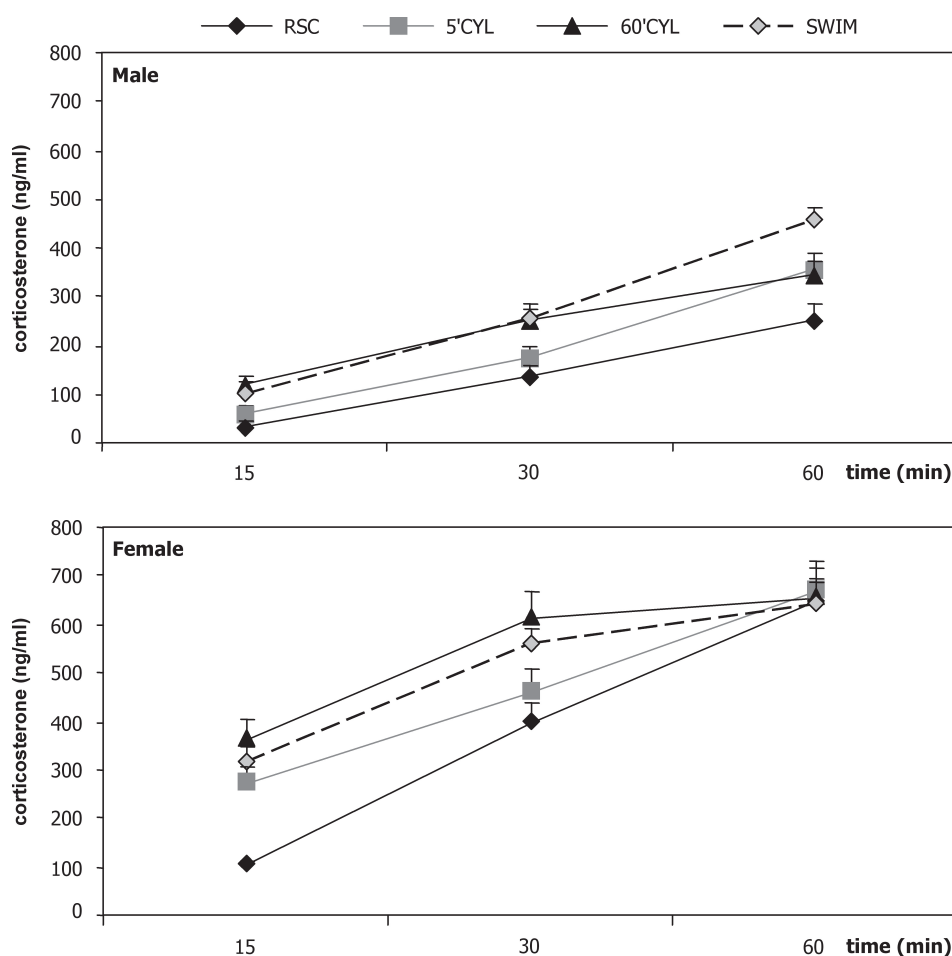 RSC 5'CYL 60'CYL SWIM
800
Male
700
600
500
400
300
200
100
0
corticosterone (ng/ml)
15 30 60 time (min)
800
Female
700
600
500
400
300
200
100
0
corticosterone (ng/ml)
15 30 60 time (min)